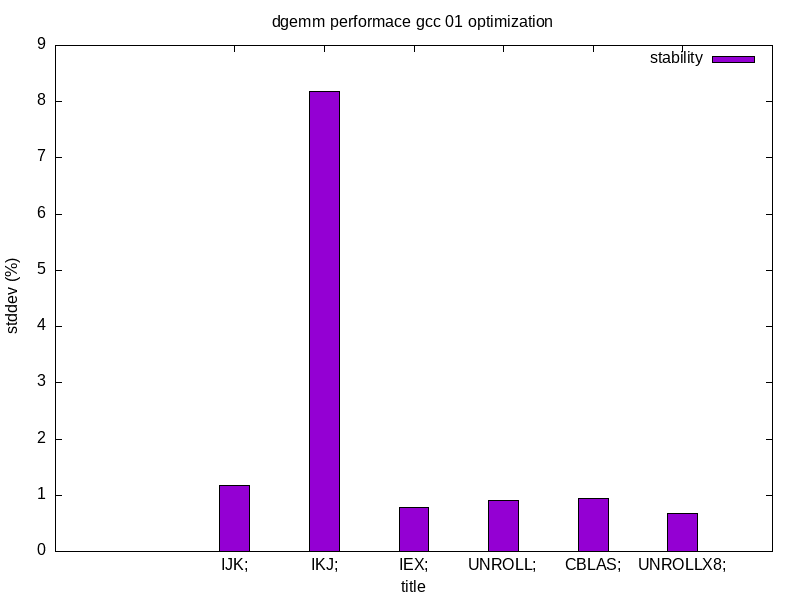 dgemm performace gcc 01 optimization
stability
9
8
7
6
5
4
3
2
1
0
stddev (%)
IJK; IKJ; IEX; UNROLL; CBLAS; UNROLLX8;
title